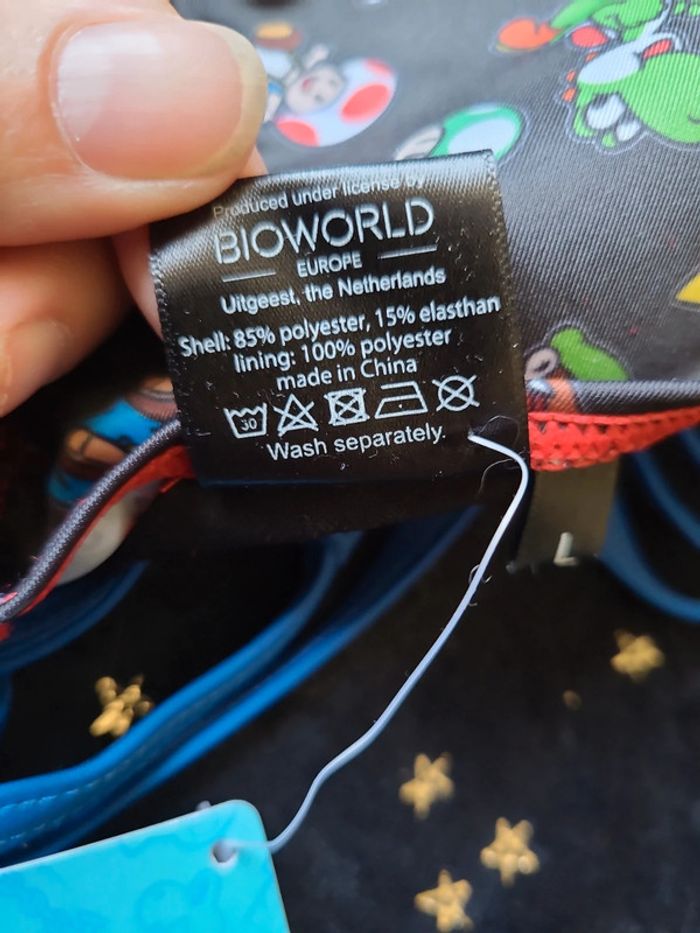 Produced under license by
BIOWORLD
EUROPE
Uitgeest, the Netherlands
Shell: 85% polyester, 15% elasthan
lining: 100% polyester
made in China
30
Wash separately.
L